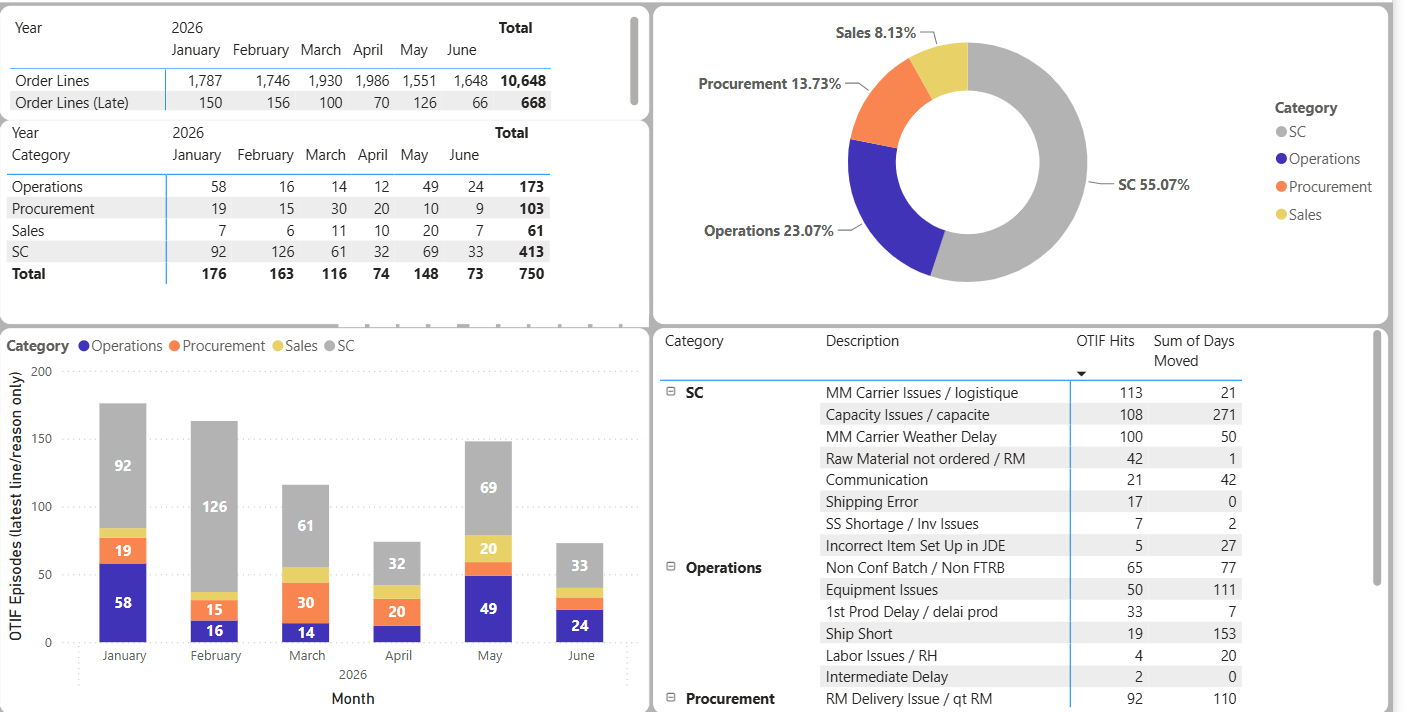 Year 2026 Total
January February March April May June
Order Lines 1,787 1,746 1,930 1,986 1,551 1,648 10,648
Order Lines (Late) 150 156 100 70 126 66 668
Year 2026 Total
Category January February March April May June
Operations 58 16 14 12 49 24 173
Procurement 19 15 30 20 10 9 103
Sales 7 6 11 10 20 7 61
SC 92 126 61 32 69 33 413
Total 176 163 116 74 148 73 750
Sales 8.13%
Procurement 13.73%
Operations 23.07%
SC 55.07%
Category
SC
Operations
Procurement
Sales
Category Operations Procurement Sales SC
OTIF Episodes (latest line/reason only)
200
150
100
50
0
92
19
58
126
15
16
61
30
14
32
20
69
20
49
33
24
January February March April May June
2026
Month
Category Description OTIF Hits Sum of Days
Moved
SC MM Carrier Issues / logistique 113 21
Capacity Issues / capacite 108 271
MM Carrier Weather Delay 100 50
Raw Material not ordered / RM 42 1
Communication 21 42
Shipping Error 17 0
SS Shortage / Inv Issues 7 2
Incorrect Item Set Up in JDE 5 27
Operations Non Conf Batch / Non FTRB 65 77
Equipment Issues 50 111
1st Prod Delay / delai prod 33 7
Ship Short 19 153
Labor Issues / RH 4 20
Intermediate Delay 2 0
Procurement RM Delivery Issue / qt RM 92 110